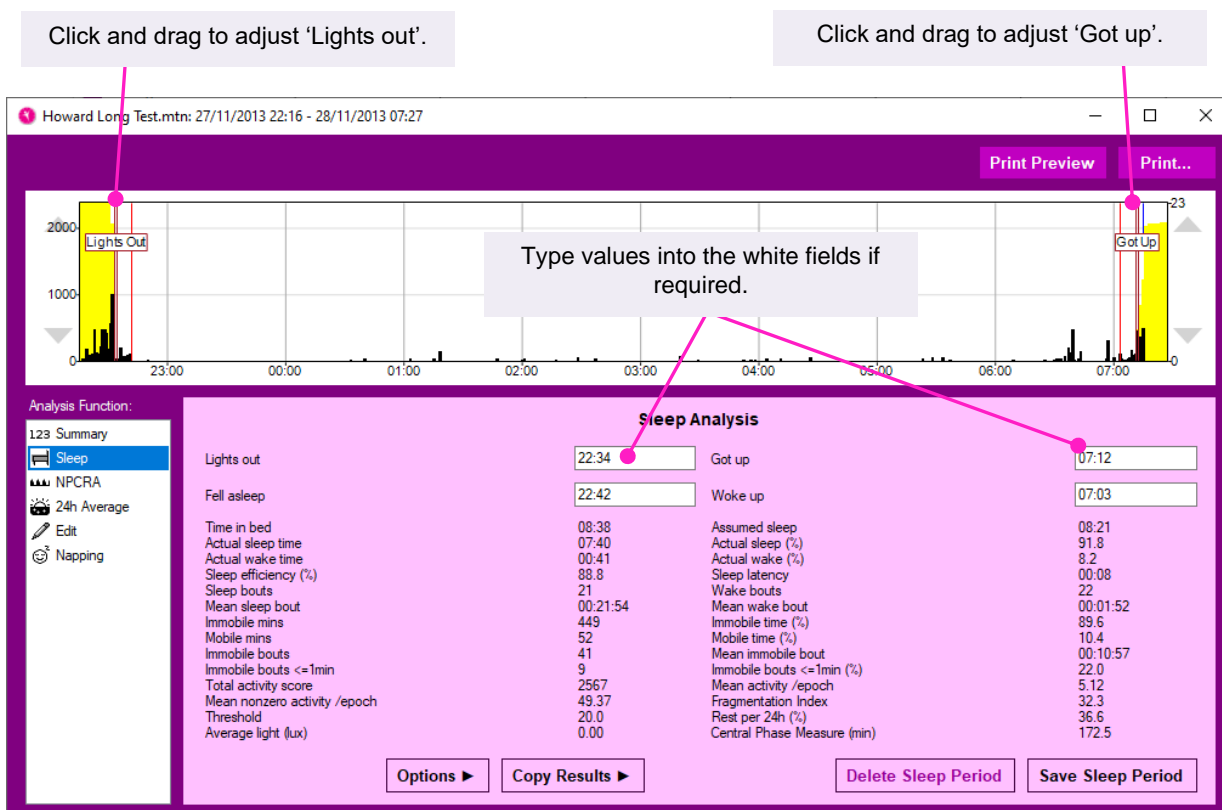 Click and drag to adjust ‘Lights out’.
Click and drag to adjust ‘Got up’.
Howard Long Test.mtn: 27/11/2013 22:16 - 28/11/2013 07:27
Print Preview Print...
2000
1000
0
23
0
Lights Out
Got Up
Type values into the white fields if
required.
23:00 00:00 01:00 02:00 03:00 04:00 05:00 06:00 07:00
Analysis Function:
123 Summary
Sleep
NPCRA
24h Average
Edit
Napping
Sleep Analysis
Lights out 22:34 Got up 07:12
Fell asleep 22:42 Woke up 07:03
Time in bed 08:38 Assumed sleep 08:21
Actual sleep time 07:40 Actual sleep (%) 91.8
Actual wake time 00:41 Actual wake (%) 8.2
Sleep efficiency (%) 88.8 Sleep latency 00:08
Sleep bouts 21 Wake bouts 22
Mean sleep bout 00:21:54 Mean wake bout 00:01:52
Immobile mins 449 Immobile time (%) 89.6
Mobile mins 52 Mobile time (%) 10.4
Immobile bouts 41 Mean immobile bout 00:10:57
Immobile bouts <=1min 9 Immobile bouts <=1min (%) 22.0
Total activity score 2567 Mean activity /epoch 5.12
Mean nonzero activity /epoch 49.37 Fragmentation Index 32.3
Threshold 20.0 Rest per 24h (%) 36.6
Average light (lux) 0.00 Central Phase Measure (min) 172.5
Options ► Copy Results ► Delete Sleep Period Save Sleep Period